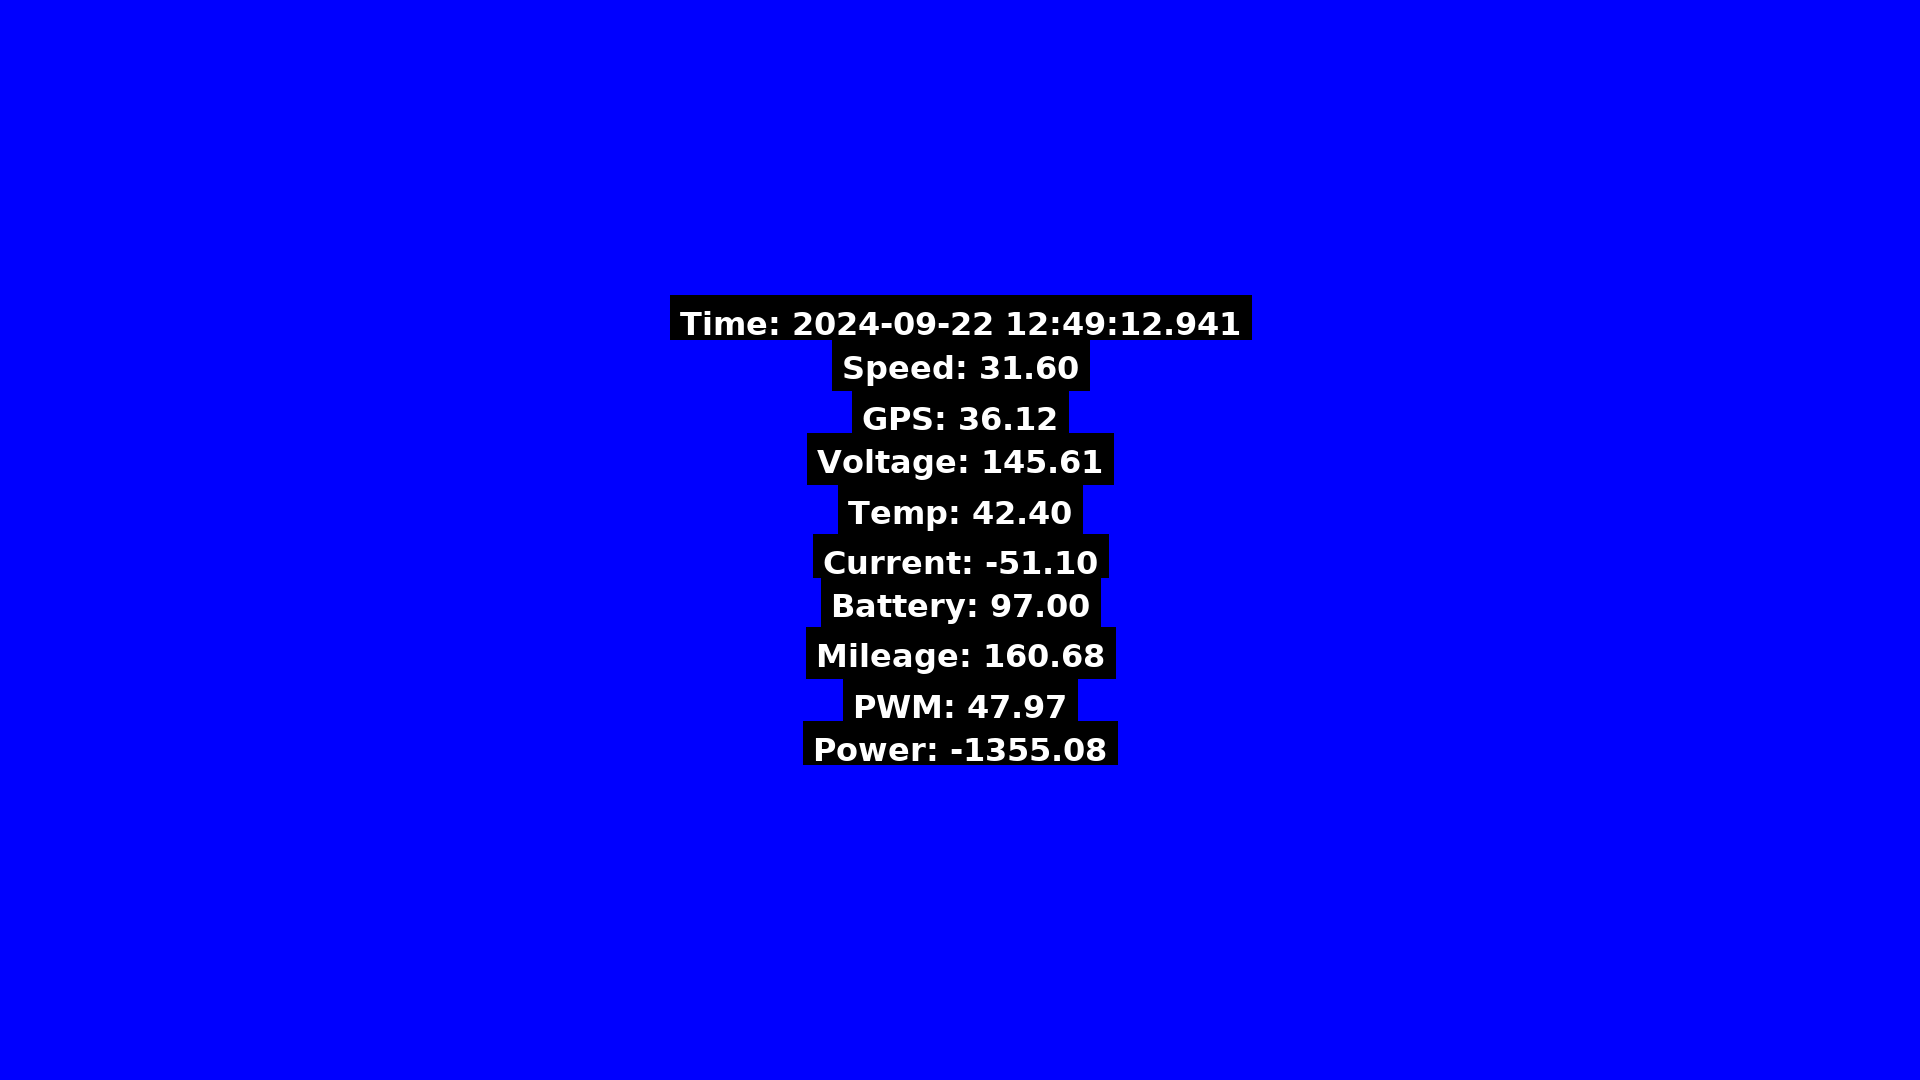 Time: 2024-09-22 12:49:12.941
Speed: 31.60
GPS: 36.12
Voltage: 145.61
Temp: 42.40
Current: -51.10
Battery: 97.00
Mileage: 160.68
PWM: 47.97
Power: -1355.08